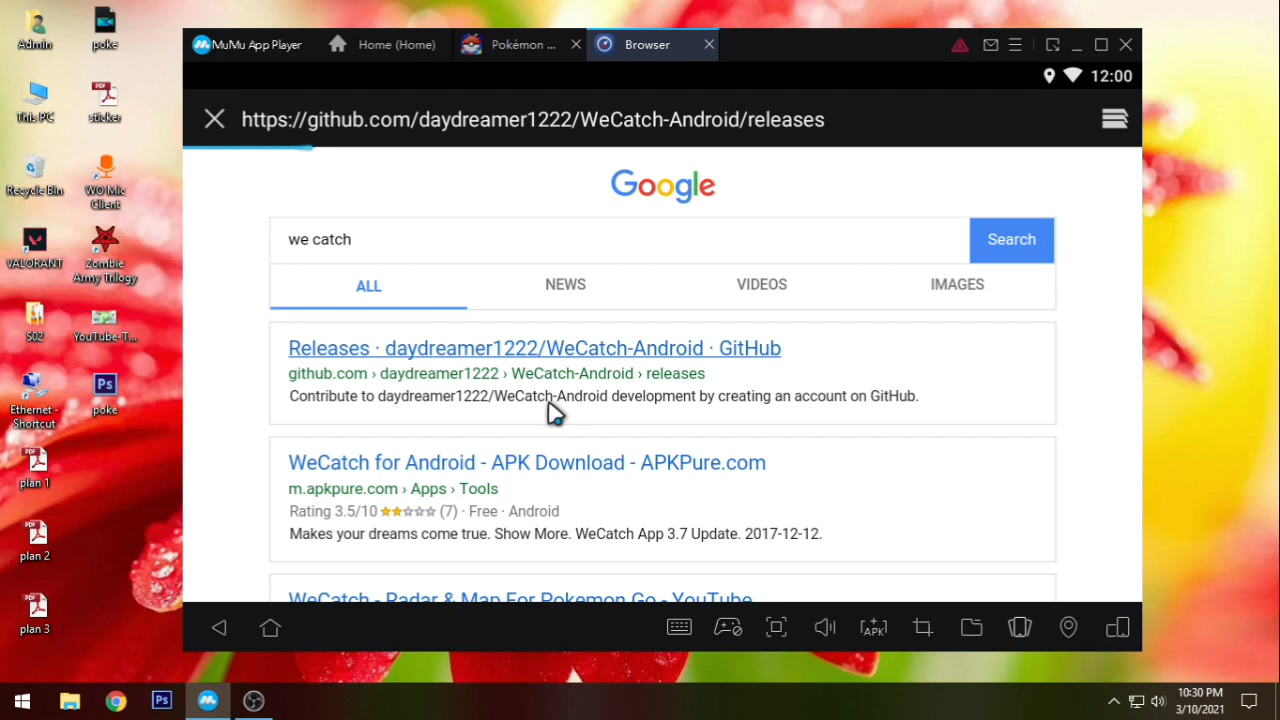 Admin
poke
This PC
sticker
Recycle Bin
WO Mic
Client
VALORANT
Zombie
Army Trilogy
S02
YouTube-T...
Ethernet -
Shortcut
poke
plan 1
plan 2
plan 3
MuMu App Player
Home (Home)
Pokémon ...
Browser
12:00
https://github.com/daydreamer1222/WeCatch-Android/releases
Google
we catch
Search
ALL
NEWS
VIDEOS
IMAGES
Releases · daydreamer1222/WeCatch-Android · GitHub
github.com › daydreamer1222 › WeCatch-Android › releases
Contribute to daydreamer1222/WeCatch-Android development by creating an account on GitHub.
WeCatch for Android - APK Download - APKPure.com
m.apkpure.com › Apps › Tools
Rating 3.5/10 (7) · Free · Android
Makes your dreams come true. Show More. WeCatch App 3.7 Update. 2017-12-12.
WeCatch - Radar & Map For Pokemon Go - YouTube
APK
Ps
10:30 PM
3/10/2021